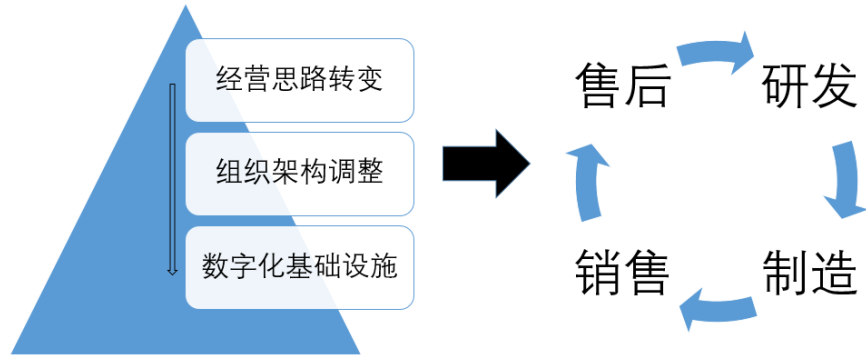 经营思路转变
组织架构调整
数字化基础设施
售后
研发
销售
制造